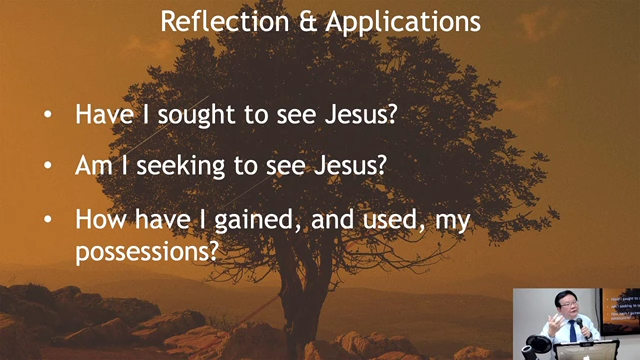 Reflection & Applications
• Have I sought to see Jesus?
• Am I seeking to see Jesus?
• How have I gained, and used, my
possessions?